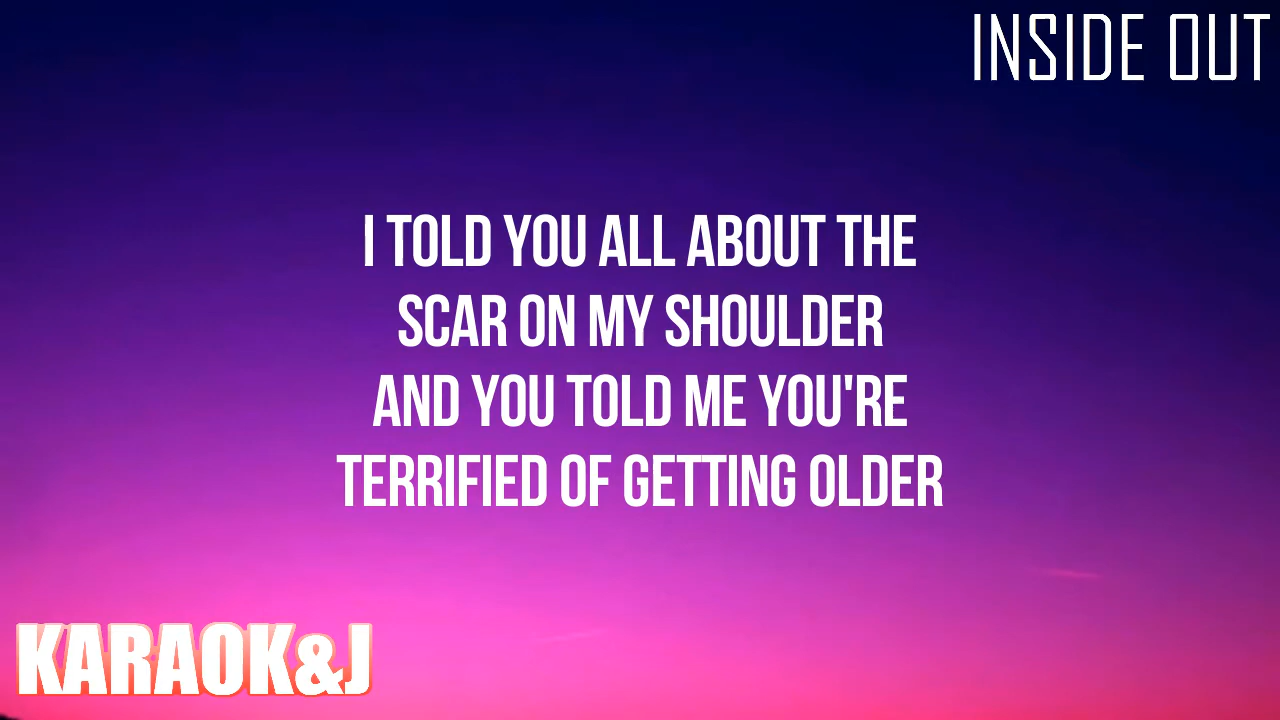 INSIDE OUT
I TOLD YOU ALL ABOUT THE
SCAR ON MY SHOULDER
AND YOU TOLD ME YOU'RE
TERRIFIED OF GETTING OLDER
KARAOK&J